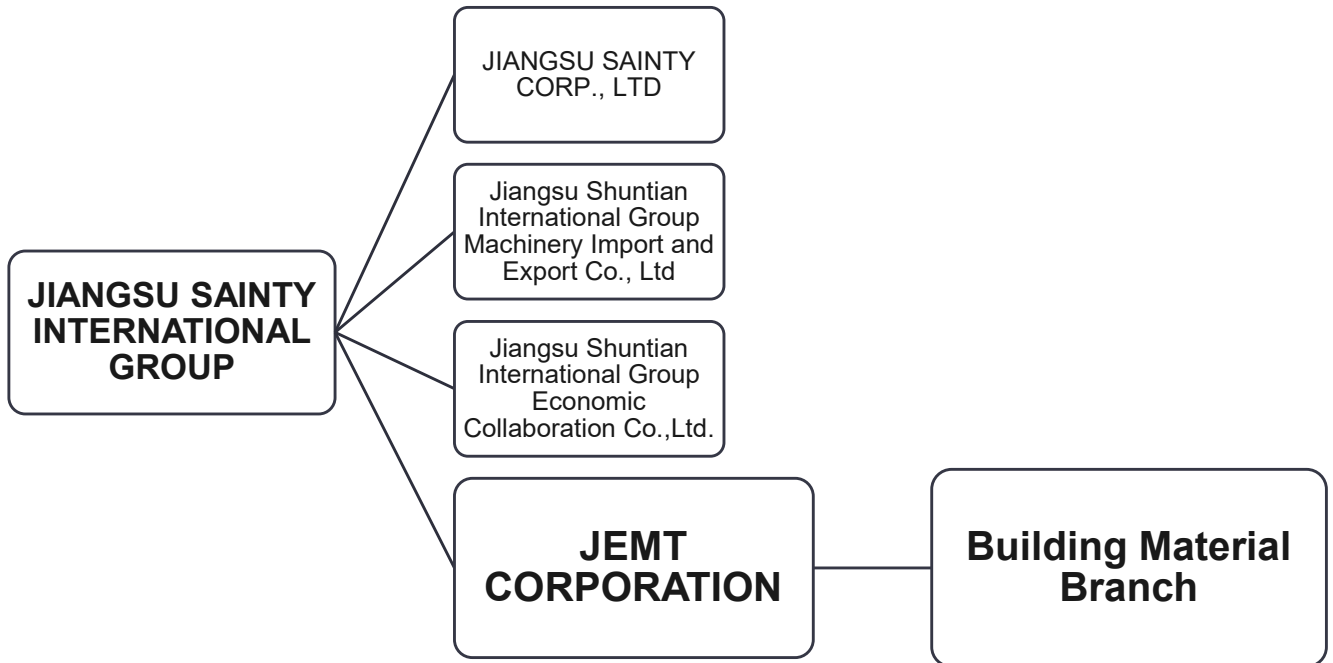 JIANGSU SAINTY
CORP., LTD
Jiangsu Shuntian
International Group
Machinery Import and
Export Co., Ltd
JIANGSU SAINTY
INTERNATIONAL
GROUP
Jiangsu Shuntian
International Group
Economic
Collaboration Co.,Ltd.
JEMT
CORPORATION
Building Material
Branch